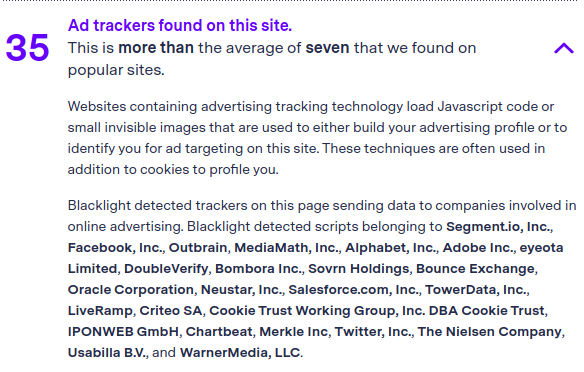 35
Ad trackers found on this site.
This is more than the average of seven that we found on
popular sites.
Websites containing advertising tracking technology load Javascript code or
small invisible images that are used to either build your advertising profile or to
identify you for ad targeting on this site. These techniques are often used in
addition to cookies to profile you.
Blacklight detected trackers on this page sending data to companies involved in
online advertising. Blacklight detected scripts belonging to Segment.io, Inc.,
Facebook, Inc., Outbrain, MediaMath, Inc., Alphabet, Inc., Adobe Inc., eyeota
Limited, DoubleVerify, Bombora Inc., Sovrn Holdings, Bounce Exchange,
Oracle Corporation, Neustar, Inc., Salesforce.com, Inc., TowerData, Inc.,
LiveRamp, Criteo SA, Cookie Trust Working Group, Inc. DBA Cookie Trust,
IPONWEB GmbH, Chartbeat, Merkle Inc, Twitter, Inc., The Nielsen Company,
Usabilla B.V., and WarnerMedia, LLC.